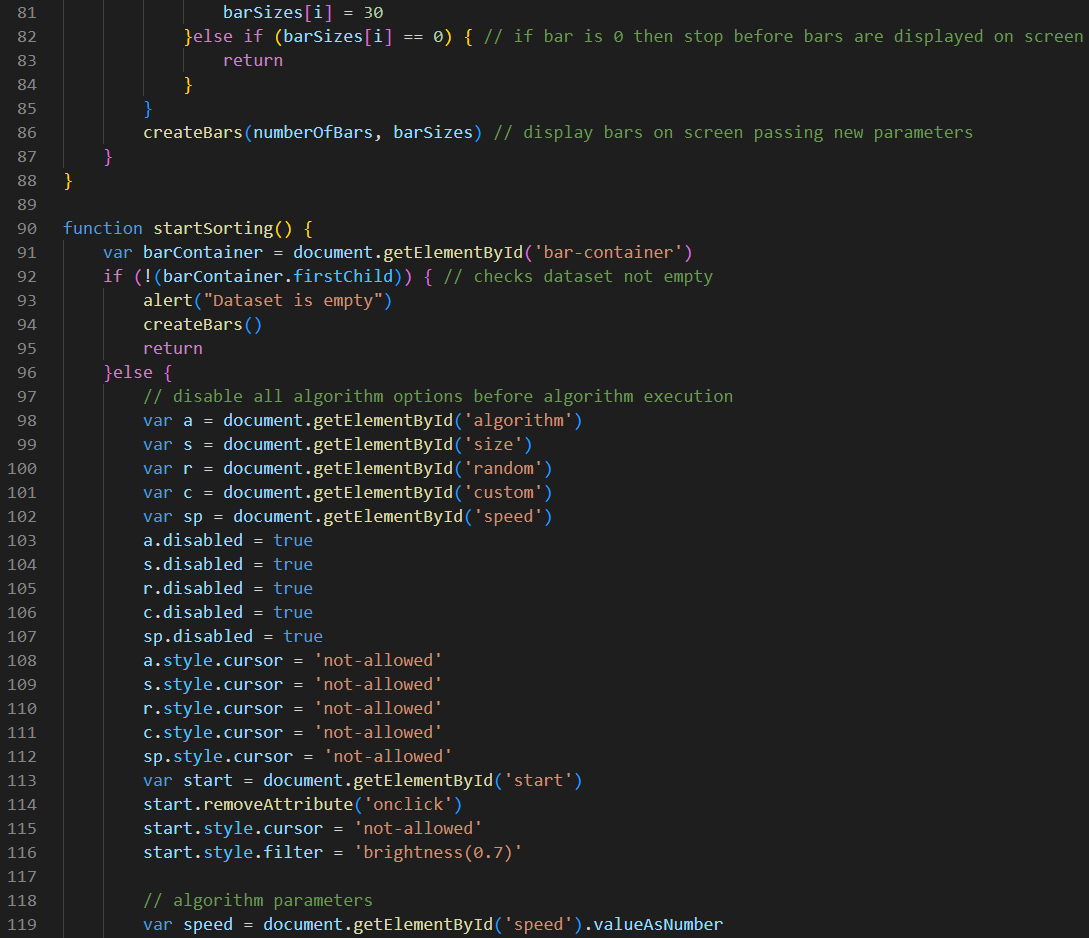 81 barSizes[i] = 30
82 }else if (barSizes[i] == 0) { // if bar is 0 then stop before bars are displayed on screen
83 return
84 }
85 }
86 createBars(numberOfBars, barSizes) // display bars on screen passing new parameters
87 }
88 }
89
90 function startSorting() {
91 var barContainer = document.getElementById('bar-container')
92 if (!(barContainer.firstChild)) { // checks dataset not empty
93 alert("Dataset is empty")
94 createBars()
95 return
96 }else {
97 // disable all algorithm options before algorithm execution
98 var a = document.getElementById('algorithm')
99 var s = document.getElementById('size')
100 var r = document.getElementById('random')
101 var c = document.getElementById('custom')
102 var sp = document.getElementById('speed')
103 a.disabled = true
104 s.disabled = true
105 r.disabled = true
106 c.disabled = true
107 sp.disabled = true
108 a.style.cursor = 'not-allowed'
109 s.style.cursor = 'not-allowed'
110 r.style.cursor = 'not-allowed'
111 c.style.cursor = 'not-allowed'
112 sp.style.cursor = 'not-allowed'
113 var start = document.getElementById('start')
114 start.removeAttribute('onclick')
115 start.style.cursor = 'not-allowed'
116 start.style.filter = 'brightness(0.7)'
117
118 // algorithm parameters
119 var speed = document.getElementById('speed').valueAsNumber